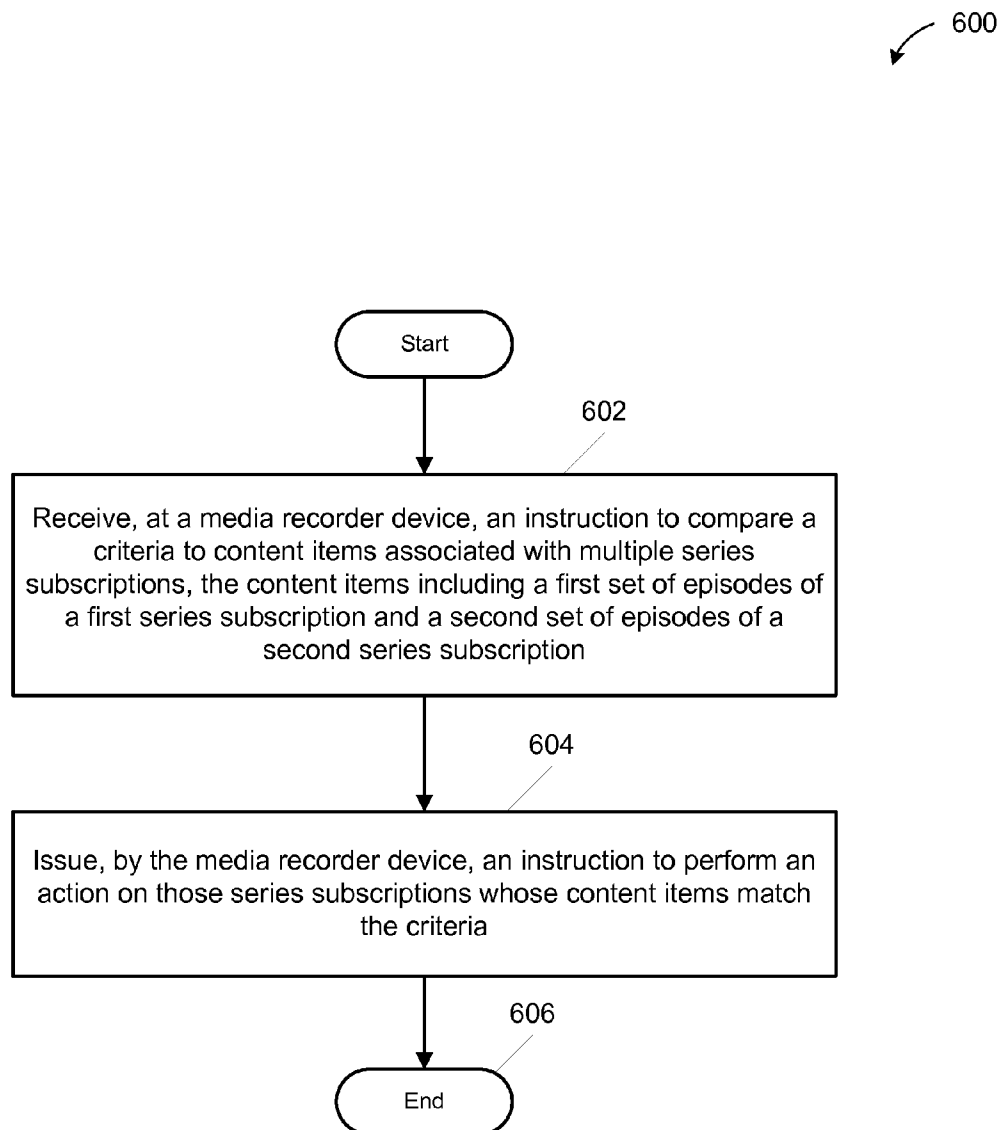 600
Start
602
Receive, at a media recorder device, an instruction to compare a
criteria to content items associated with multiple series
subscriptions, the content items including a first set of episodes of
a first series subscription and a second set of episodes of a
second series subscription
604
Issue, by the media recorder device, an instruction to perform an
action on those series subscriptions whose content items match
the criteria
606
End